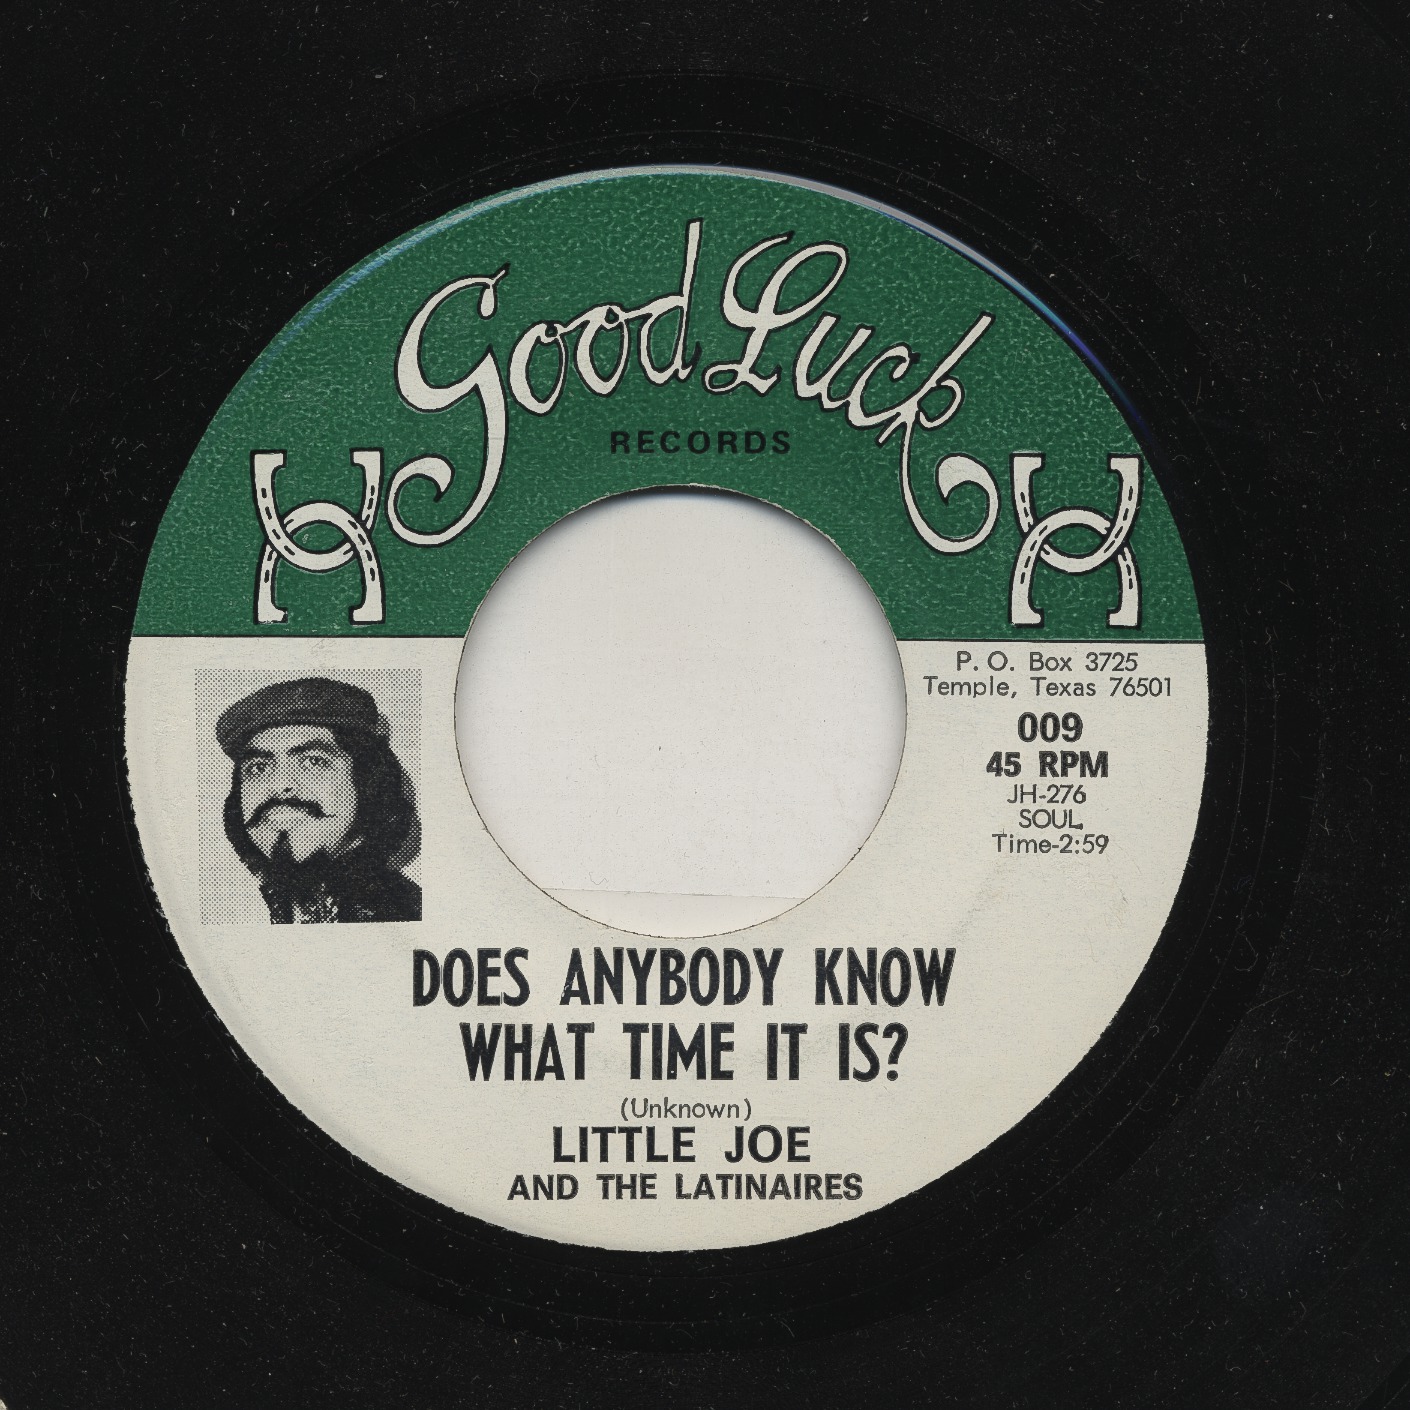 Good Luck
RECORDS
P. O. Box 3725
Temple, Texas 76501
009
45 RPM
JH-276
SOUL
Time-2:59
DOES ANYBODY KNOW
WHAT TIME IT IS?
(Unknown)
LITTLE JOE
AND THE LATINAIRES